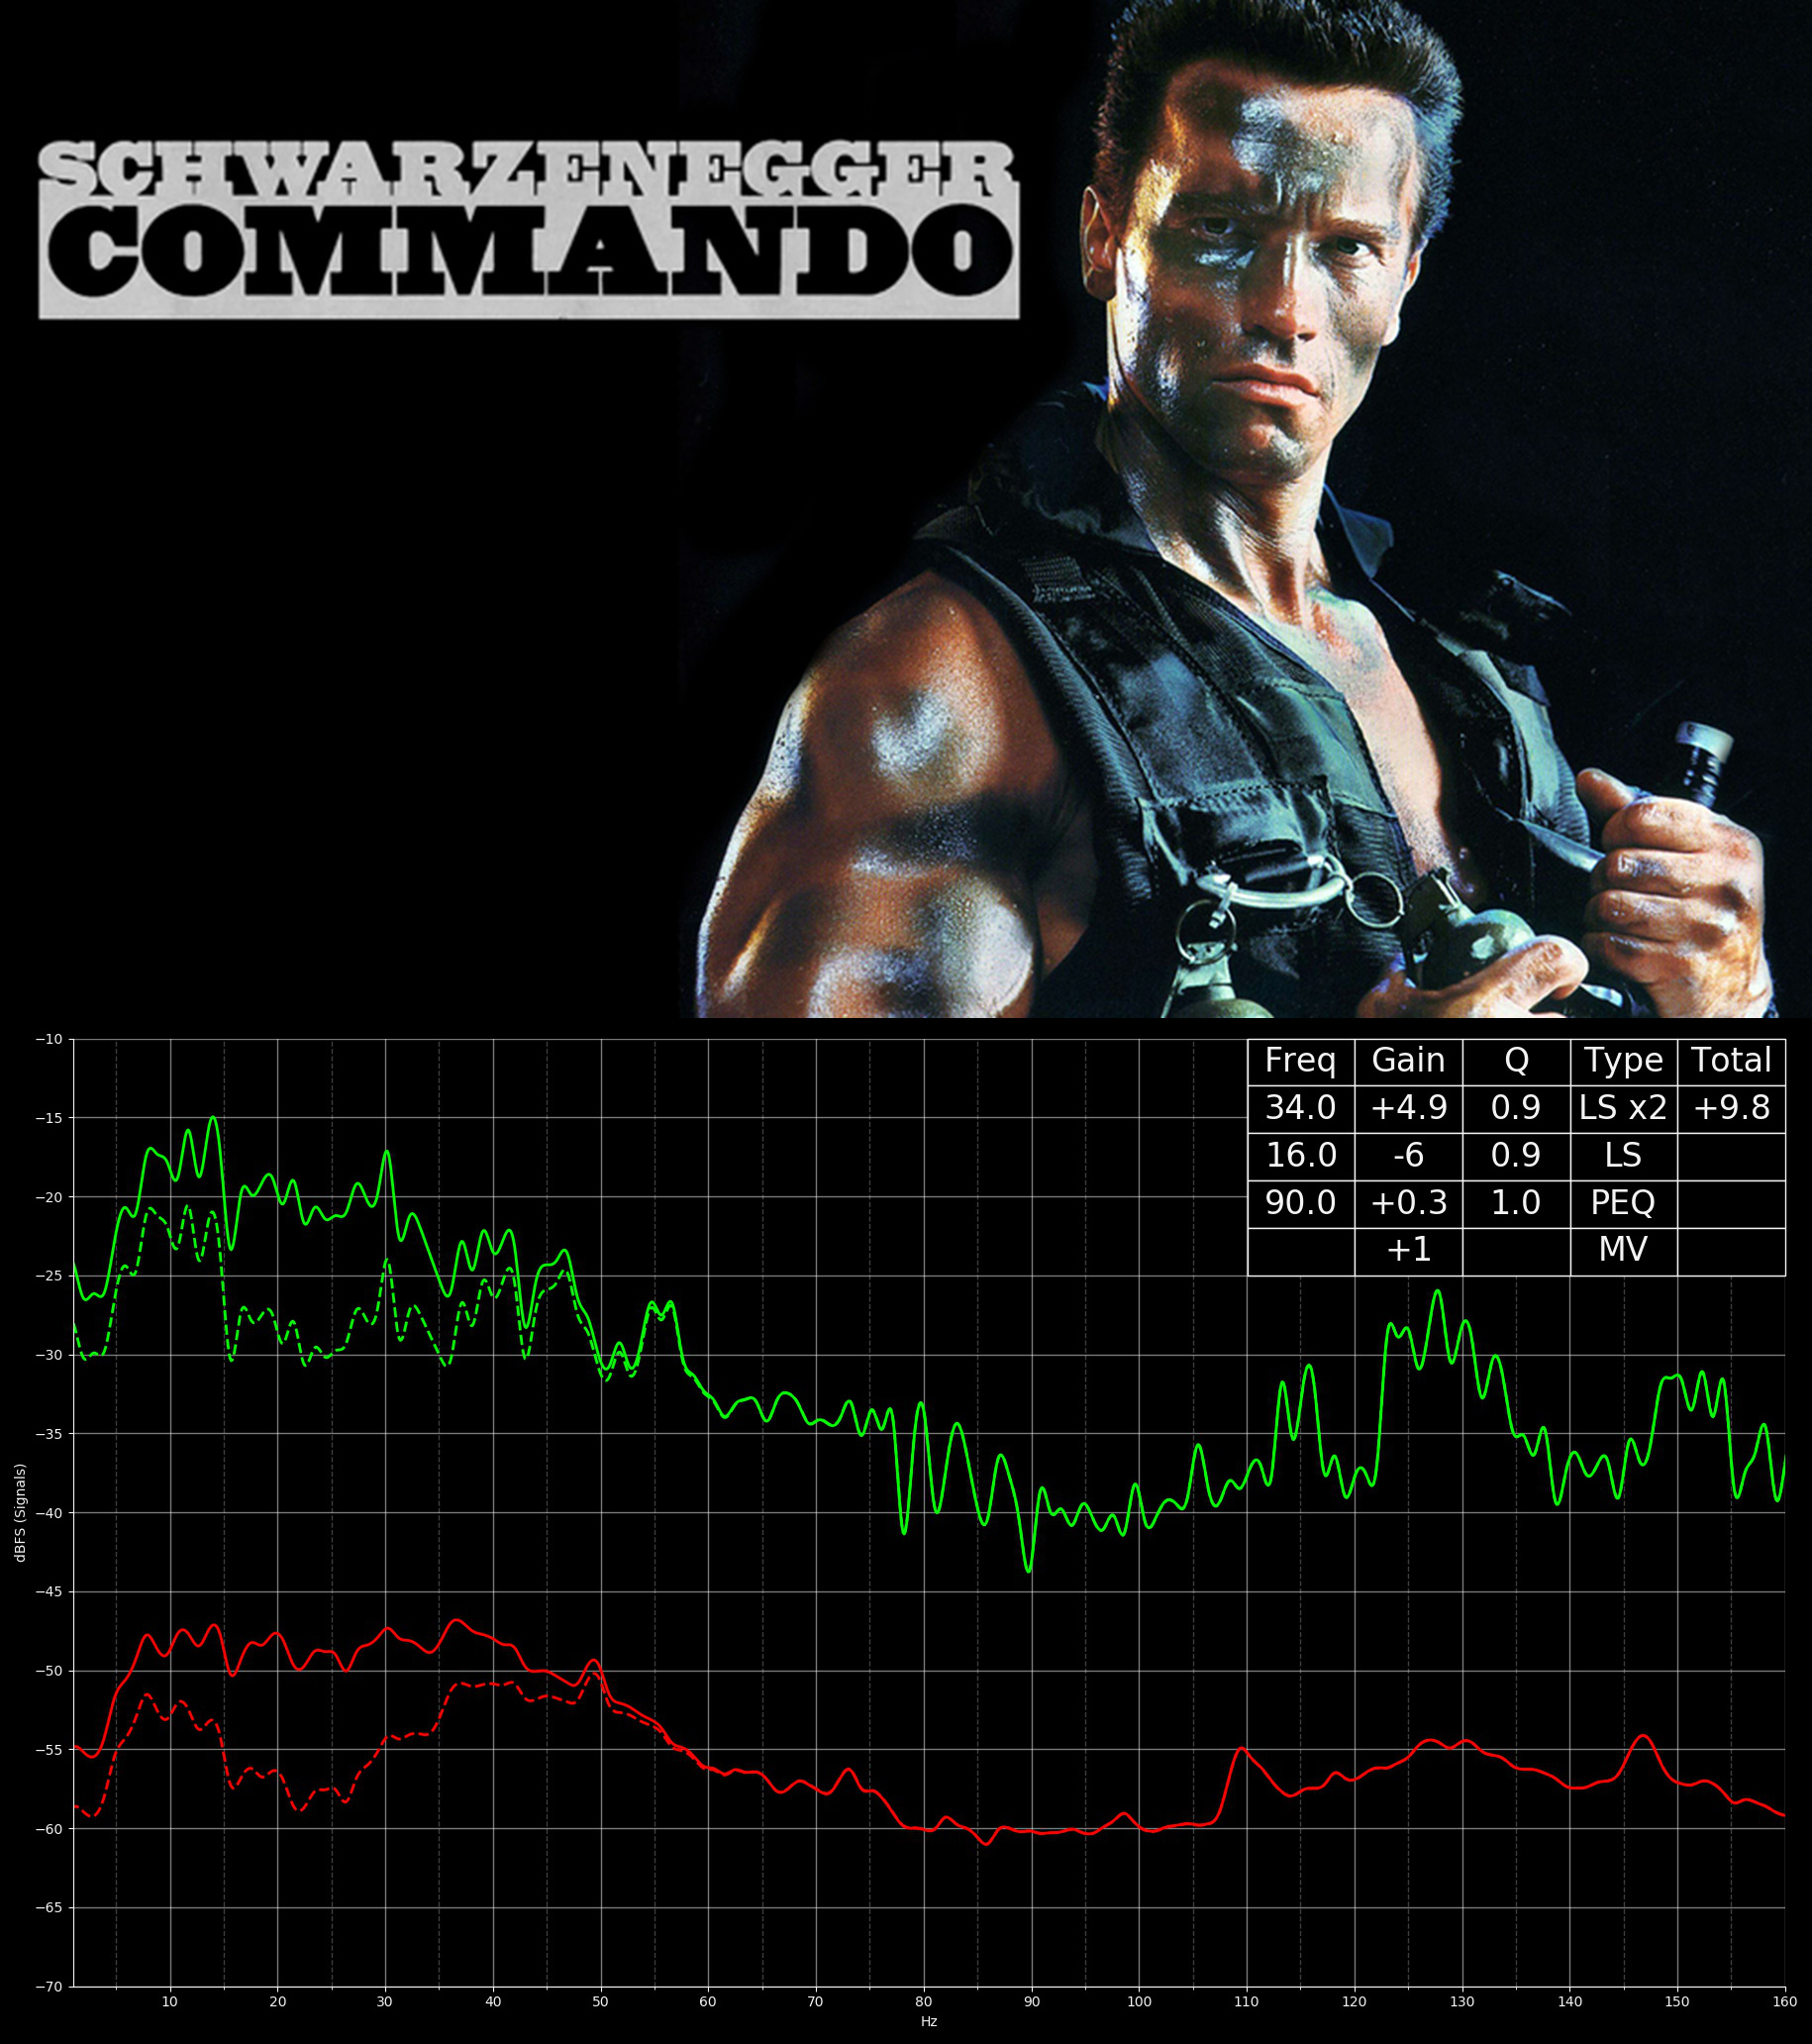 SCHWARZENEGGER
COMMANDO
Freq Gain Q Type Total
34.0 +4.9 0.9 LS x2 +9.8
16.0 -6 0.9 LS
90.0 +0.3 1.0 PEQ
+1 MV
−10
−15
−20
−25
−30
−35
−40
−45
−50
−55
−60
−65
−70
dBFS (Signals)
10 20 30 40 50 60 70 80 90 100 110 120 130 140 150 160
Hz